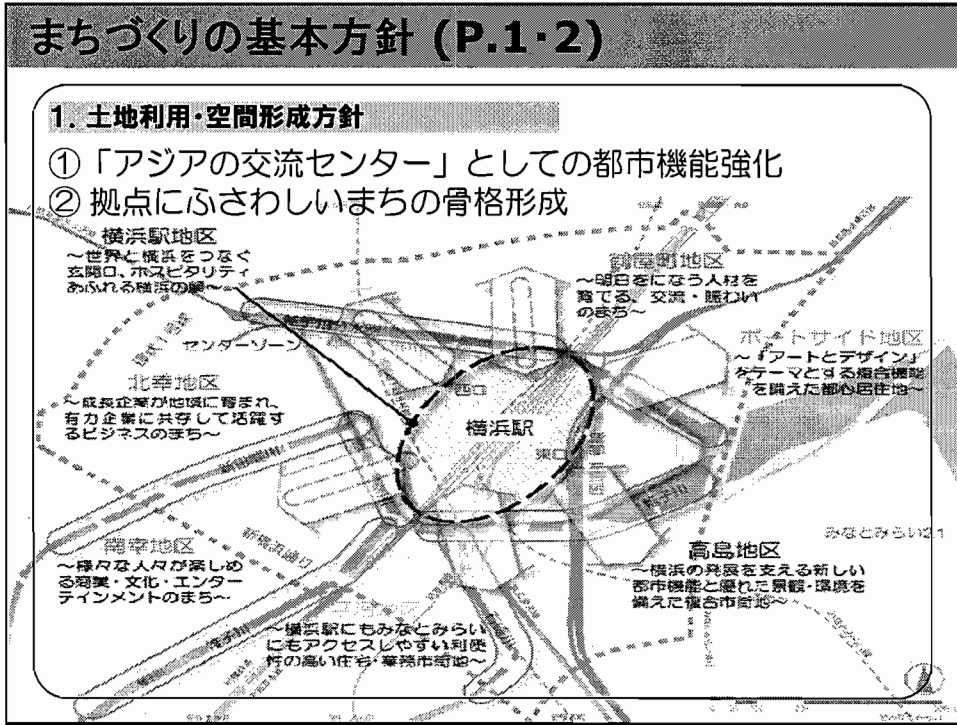 まちづくりの基本方針 (P.1・2)
1. 土地利用・空間形成方針
①「アジアの交流センター」としての都市機能強化
② 拠点にふさわしいまちの骨格形成
横浜駅地区
～世界と横浜をつなぐ
玄関口、ホスピタリティ
あふれる横浜の顔～
鶴屋町地区
～明日をになう人材を
育てる、交流・賑わい
のまち～
センターゾーン
ポートサイド地区
～「アートとデザイン」
をテーマとする複合機能
を備えた都心居住地～
北幸地区
～成長企業が地域に育まれ、
有力企業に共存して活躍す
るビジネスのまち～
西口
横浜駅
東口
新田間川
帷子川
みなとみらい21
南幸地区
～様々な人々が楽しめ
る商業・文化・エンター
テインメントのまち～
新横浜通り
高島地区
～横浜の発展を支える新しい
都市機能と優れた景観・環境を
備えた複合市街地～
～横浜駅にもみなとみらい
にもアクセスしやすい利便
性の高い住宅・業務市街地～
帷子川